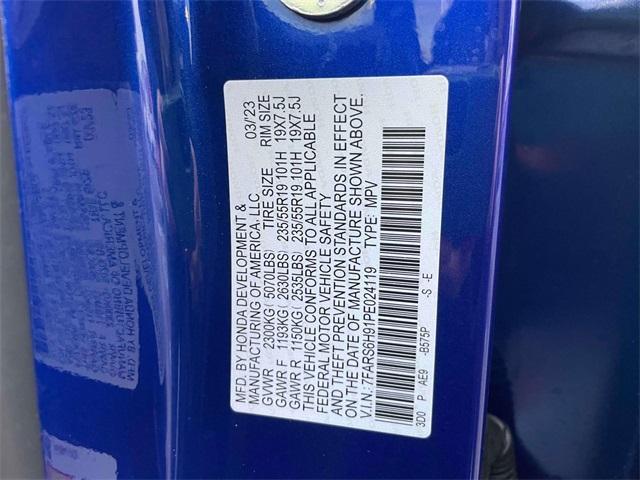 MFD. BY HONDA DEVELOPMENT & 03/'23
MANUFACTURING OF AMERICA, LLC
GVWR 2300KG(5070LBS) TIRE SIZE RIM SIZE
GAWR F 1193KG(2630LBS) 235/55R19 101H 19X7.5J
GAWR R 1150KG(2535LBS) 235/55R19 101H 19X7.5J
THIS VEHICLE CONFORMS TO ALL APPLICABLE
FEDERAL MOTOR VEHICLE SAFETY
AND THEFT PREVENTION STANDARDS IN EFFECT
ON THE DATE OF MANUFACTURE SHOWN ABOVE.
V.I.N.: 7FARS6H91PE024119 TYPE: MPV
3D0 P AE9 -B575P -S -E